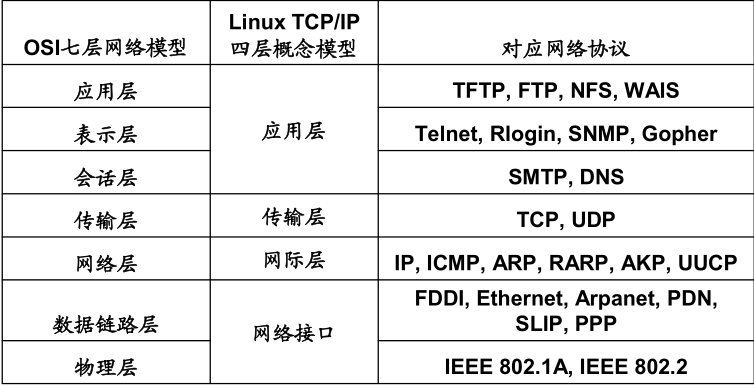 OSI七层网络模型
Linux TCP/IP
四层概念模型
对应网络协议
应用层
TFTP, FTP, NFS, WAIS
表示层
应用层
Telnet, Rlogin, SNMP, Gopher
会话层
SMTP, DNS
传输层
传输层
TCP, UDP
网络层
网际层
IP, ICMP, ARP, RARP, AKP, UUCP
数据链路层
网络接口
FDDI, Ethernet, Arpanet, PDN,
SLIP, PPP
物理层
IEEE 802.1A, IEEE 802.2